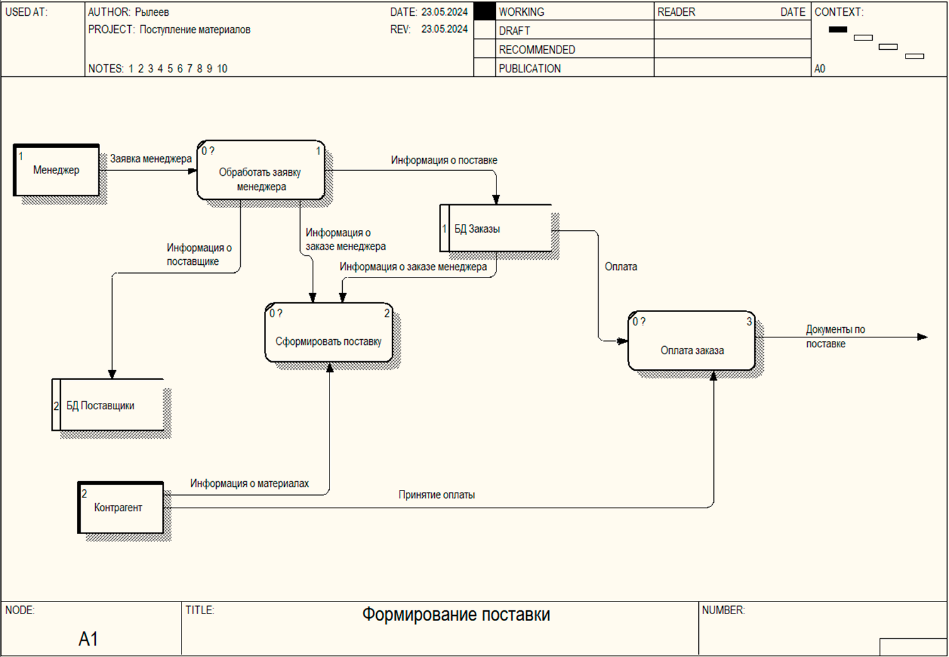 USED AT:
AUTHOR: Рылеев
DATE: 23.05.2024
PROJECT: Поступление материалов
REV: 23.05.2024
NOTES: 1 2 3 4 5 6 7 8 9 10
WORKING
DRAFT
RECOMMENDED
PUBLICATION
READER
DATE
CONTEXT:
A0
1
Менеджер
Заявка менеджера
0 ?
1
Обработать заявку
менеджера
Информация о поставке
1
БД Заказы
Информация о
поставщике
Информация о
заказе менеджера
Информация о заказе менеджера
Оплата
0 ?
2
Сформировать поставку
0 ?
3
Оплата заказа
Документы по
поставке
2
БД Поставщики
2
Контрагент
Информация о материалах
Принятие оплаты
NODE:
A1
TITLE:
Формирование поставки
NUMBER: